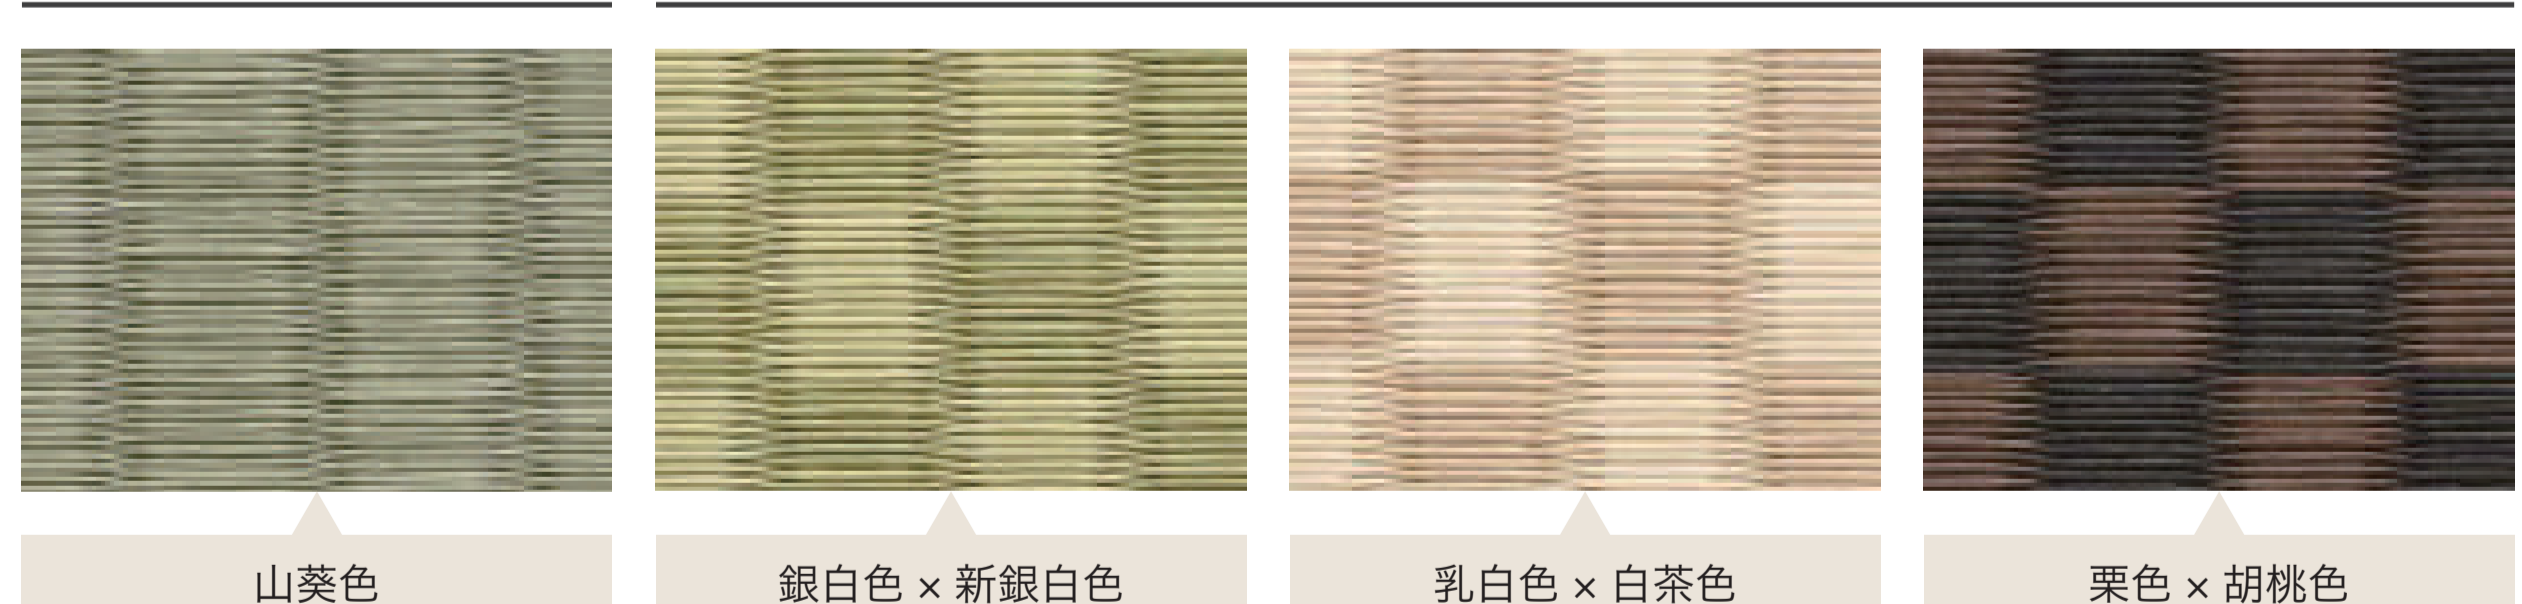 山葵色
銀白色 × 新銀白色
乳白色 × 白茶色
栗色 × 胡桃色